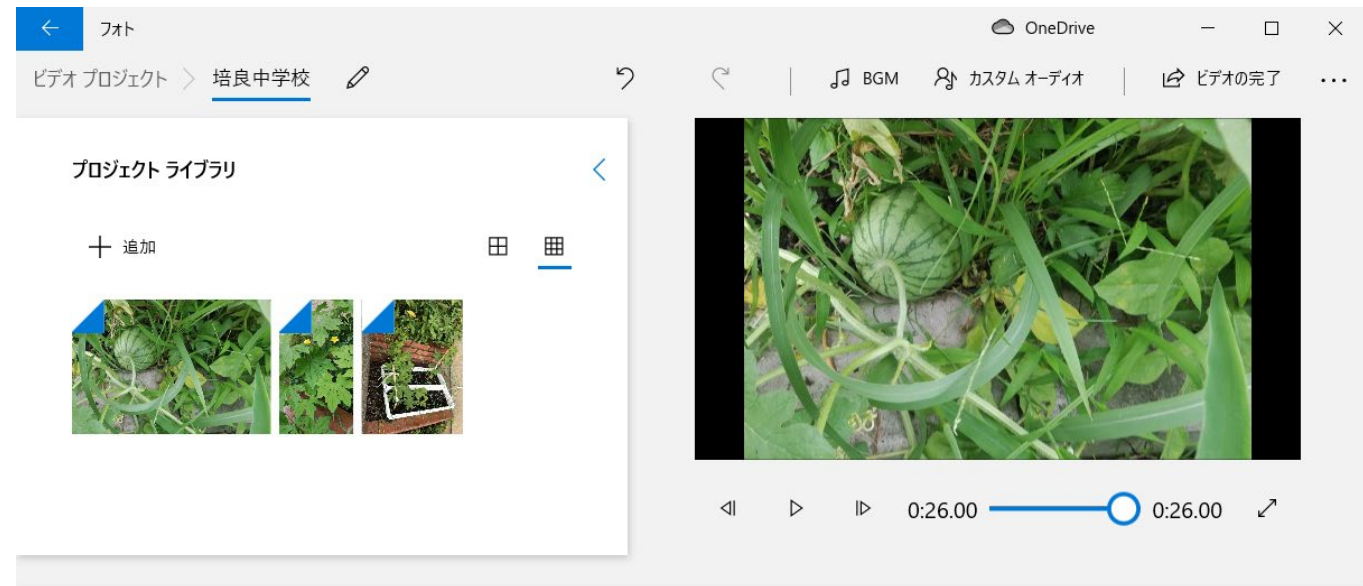 フォト
OneDrive
ビデオ プロジェクト
培良中学校
BGM
カスタム オーディオ
ビデオの完了
プロジェクト ライブラリ
追加
0:26.00
0:26.00